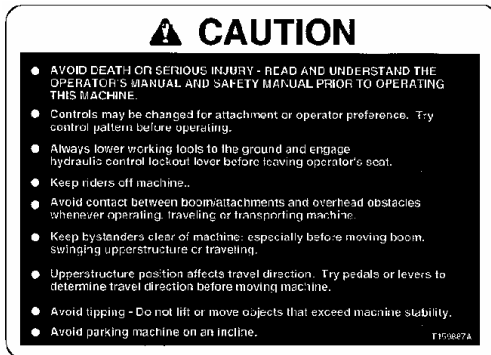 CAUTION
AVOID DEATH OR SERIOUS INJURY - READ AND UNDERSTAND THE
OPERATOR'S MANUAL AND SAFETY MANUAL PRIOR TO OPERATING
THIS MACHINE.
Controls may be changed for attachment or operator preference. Try
control pattern before operating.
Always lower working tools to the ground and engage
hydraulic control lockout lever before leaving operator's seat.
Keep riders off machine..
Avoid contact between boom/attachments and overhead obstacles
whenever operating, traveling or transporting machine.
Keep bystanders clear of machine; especially before moving boom,
swinging upperstructure or traveling.
Upperstructure position affects travel direction. Try pedals or levers to
determine travel direction before moving machine.
Avoid tipping - Do not lift or move objects that exceed machine stability.
Avoid parking machine on an incline.
T159887A